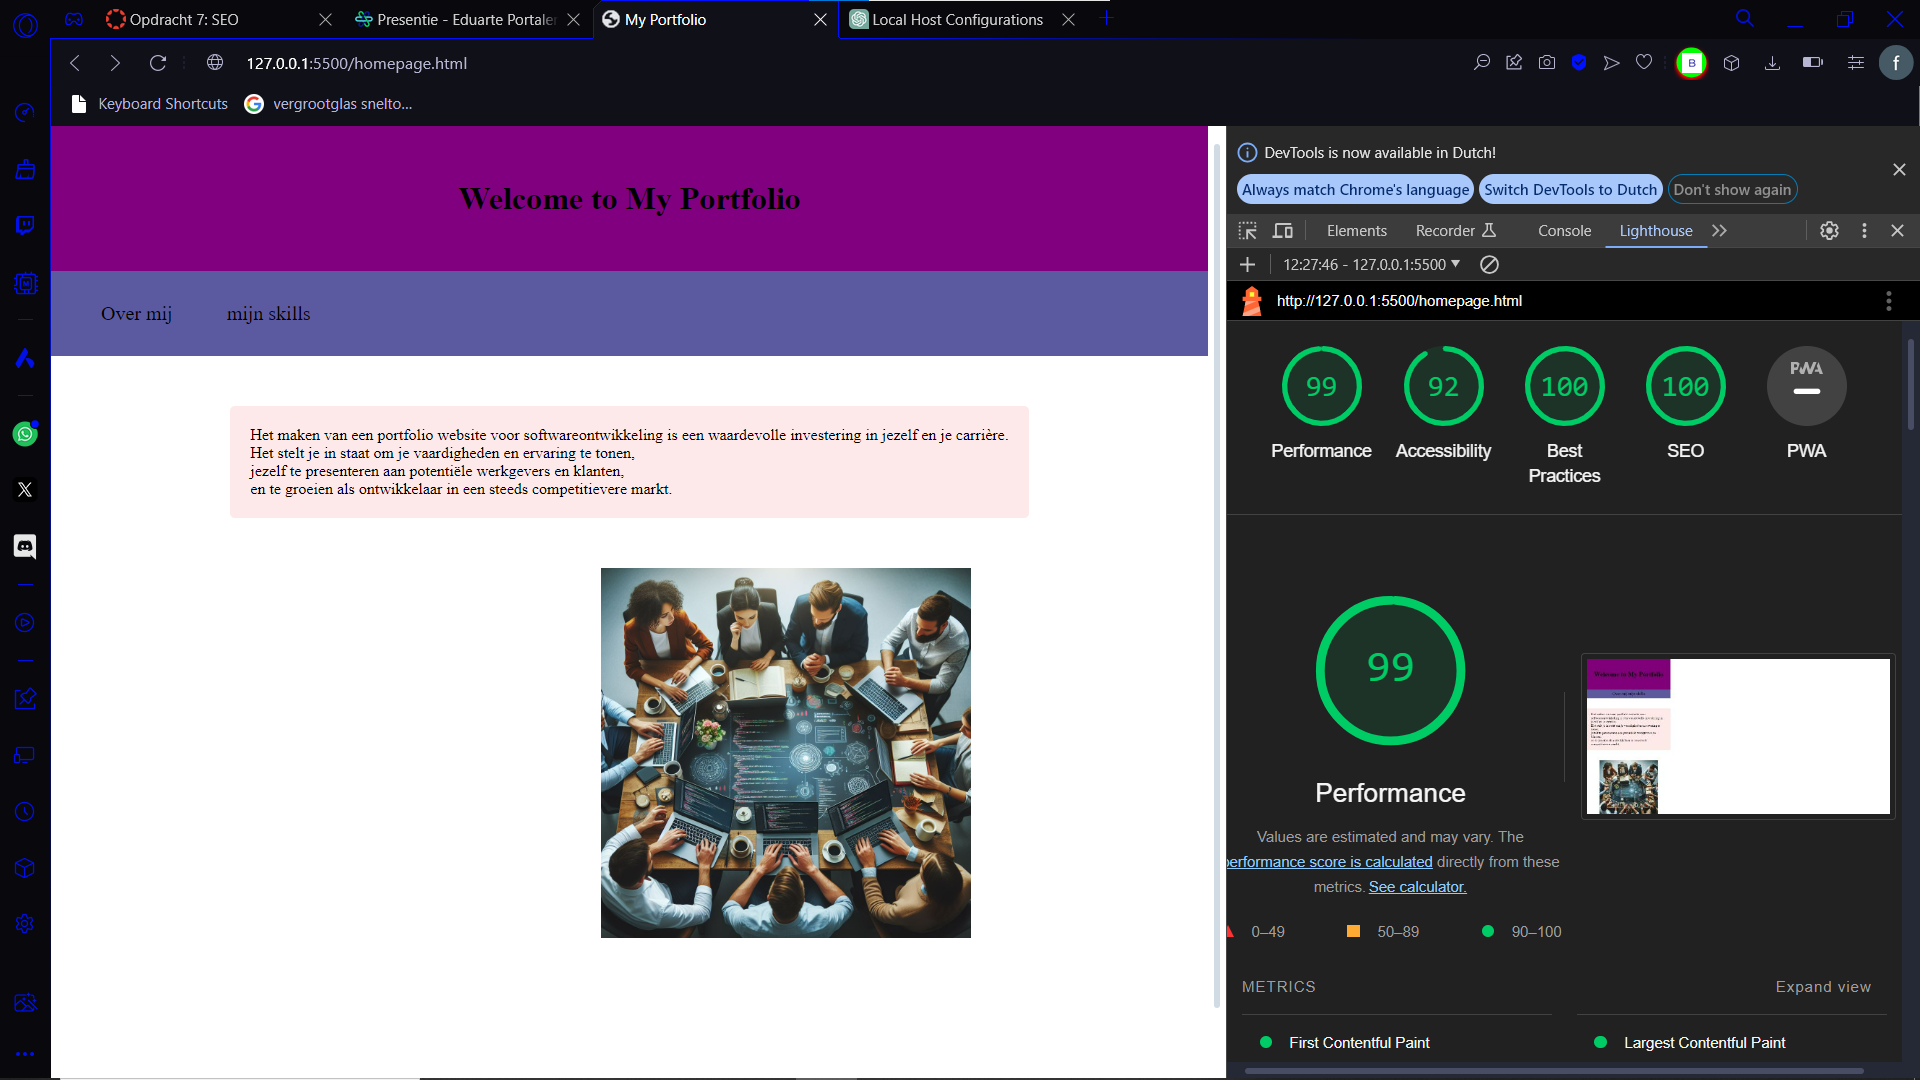 Opdracht 7: SEO
Presentie - Eduarte Portalen
My Portfolio
Local Host Configurations
127.0.0.1:5500/homepage.html
B
f
Keyboard Shortcuts
vergrootglas snelto...
Welcome to My Portfolio
Over mij
mijn skills
Het maken van een portfolio website voor softwareontwikkeling is een waardevolle investering in jezelf en je carrière.
Het stelt je in staat om je vaardigheden en ervaring te tonen,
jezelf te presenteren aan potentiële werkgevers en klanten,
en te groeien als ontwikkelaar in een steeds competitievere markt.
DevTools is now available in Dutch!
Always match Chrome's language
Switch DevTools to Dutch
Don't show again
Elements
Recorder
Console
Lighthouse
12:27:46 - 127.0.0.1:5500
http://127.0.0.1:5500/homepage.html
99
92
100
100
PWA
Performance
Accessibility
Best
Practices
SEO
PWA
99
Performance
Values are estimated and may vary. The
performance score is calculated directly from these
metrics. See calculator.
0–49
50–89
90–100
METRICS
Expand view
First Contentful Paint
Largest Contentful Paint